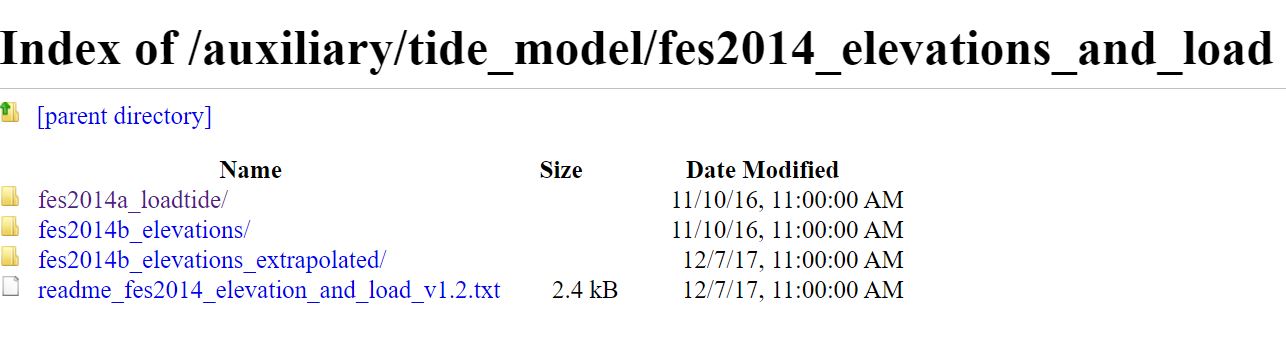 Index of /auxiliary/tide_model/fes2014_elevations_and_load
[parent directory]
Name Size Date Modified
fes2014a_loadtide/ 11/10/16, 11:00:00 AM
fes2014b_elevations/ 11/10/16, 11:00:00 AM
fes2014b_elevations_extrapolated/ 12/7/17, 11:00:00 AM
readme_fes2014_elevation_and_load_v1.2.txt 2.4 kB 12/7/17, 11:00:00 AM